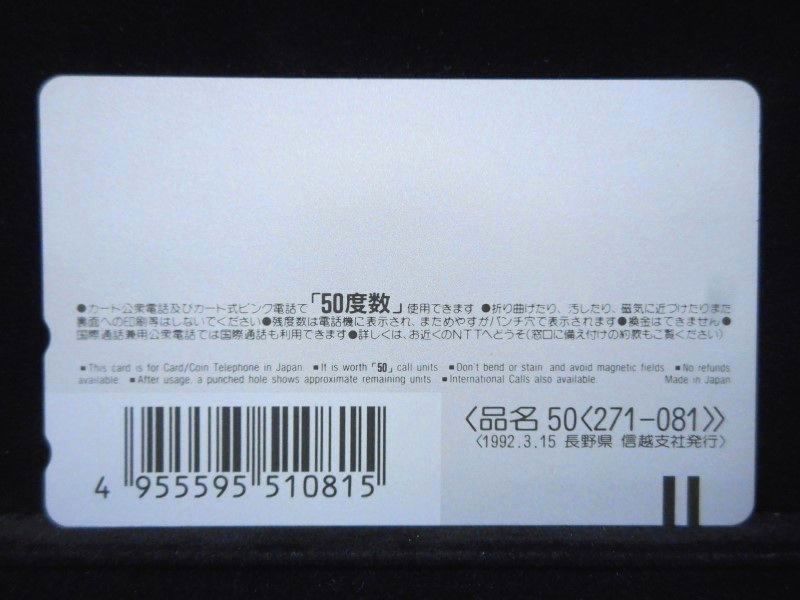 ●カード公衆電話及びカード式ピンク電話で「50度数」使用できます ●折り曲げたり、汚したり、磁気に近づけたりまた
裏面への印刷等はしないでください●残度数は電話機に表示され、まためやすがパンチ穴で表示されます●換金はできません●
国際通話兼用公衆電話では国際通話も利用できます●詳しくは、お近くのNTTへどうぞ(窓口に備え付けの約款もご覧ください)
■This card is for Card/Coin Telephone in Japan ■It is worth「50」call units ■Don't bend or stain and avoid magnetic fields ■No refunds
available ■After usage, a punched hole shows approximate remaining units ■International Calls also available. Made in Japan
4 955595 510815
〈品名 50〈271-081〉〉
〈1992.3.15 長野県 信越支社発行〉